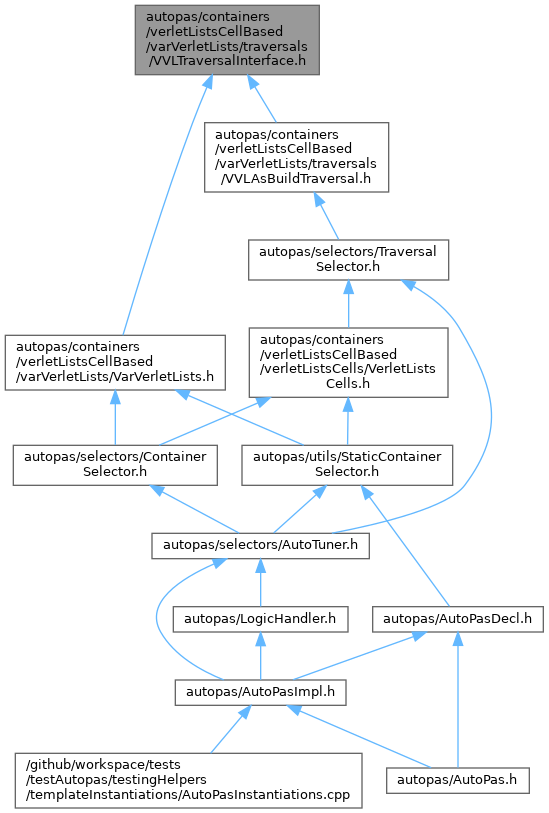 autopas/containers
/verletListsCellBased
/varVerletLists/traversals
/VVLTraversalInterface.h
autopas/containers
/verletListsCellBased
/varVerletLists/traversals
/VVLAsBuildTraversal.h
autopas/selectors/Traversal
Selector.h
autopas/containers
/verletListsCellBased
/varVerletLists/VarVerletLists.h
autopas/containers
/verletListsCellBased
/verletListsCells/VerletLists
Cells.h
autopas/selectors/Container
Selector.h
autopas/utils/StaticContainer
Selector.h
autopas/selectors/AutoTuner.h
autopas/LogicHandler.h
autopas/AutoPasDecl.h
autopas/AutoPasImpl.h
/github/workspace/tests
/testAutopas/testingHelpers
/templateInstantiations/AutoPasInstantiations.cpp
autopas/AutoPas.h